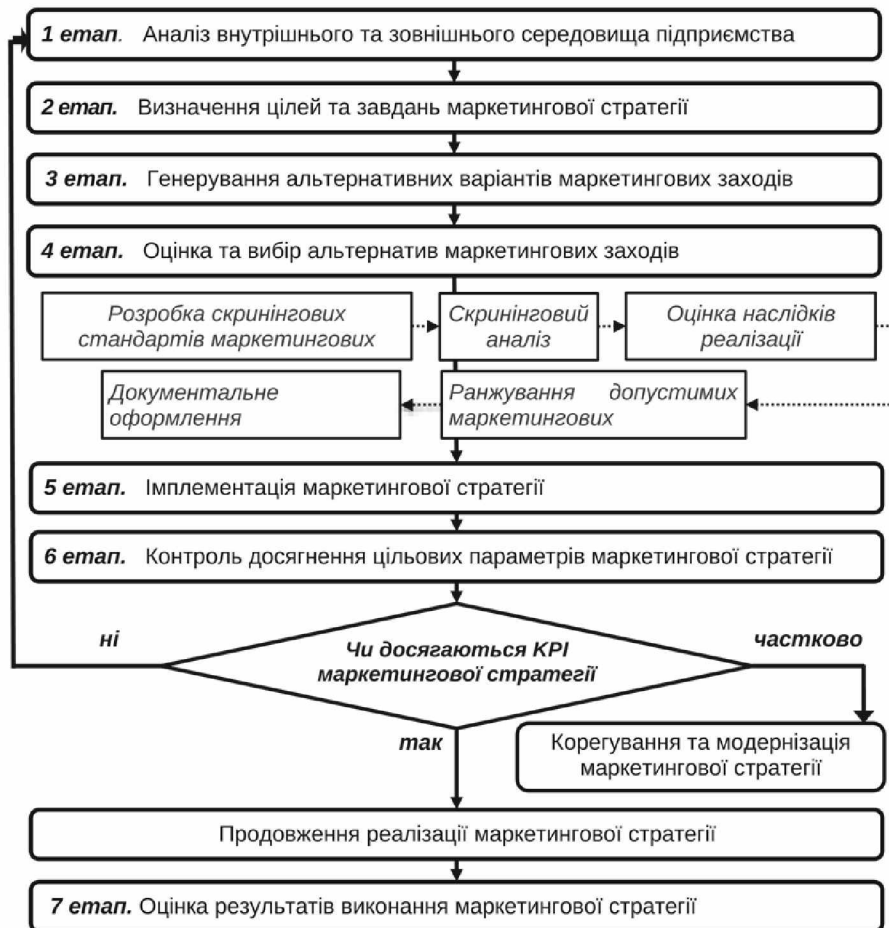 1 етап. Аналіз внутрішнього та зовнішнього середовища підприємства
2 етап. Визначення цілей та завдань маркетингової стратегії
3 етап. Генерування альтернативних варіантів маркетингових заходів
4 етап. Оцінка та вибір альтернатив маркетингових заходів
Розробка скринінгових
стандартів маркетингових
Скринінговий
аналіз
Оцінка наслідків
реалізації
Документальне
оформлення
Ранжування допустимих
маркетингових
5 етап. Імплементація маркетингової стратегії
6 етап. Контроль досягнення цільових параметрів маркетингової стратегії
ні
Чи досягаються KPI
маркетингової стратегії
частково
так
Корегування та модернізація
маркетингової стратегії
Продовження реалізації маркетингової стратегії
7 етап. Оцінка результатів виконання маркетингової стратегії